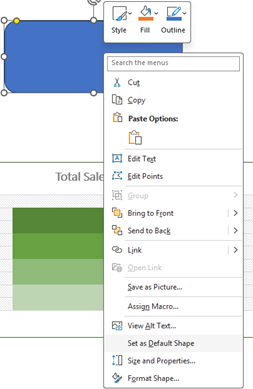 Style Fill Outline
Search the menus
Cut
Copy
Paste Options:
Edit Text
Edit Points
Total Sale
Group
Bring to Front
Send to Back
Link
Open Link
Save as Picture...
Assign Macro...
View Alt Text...
Set as Default Shape
Size and Properties...
Format Shape...